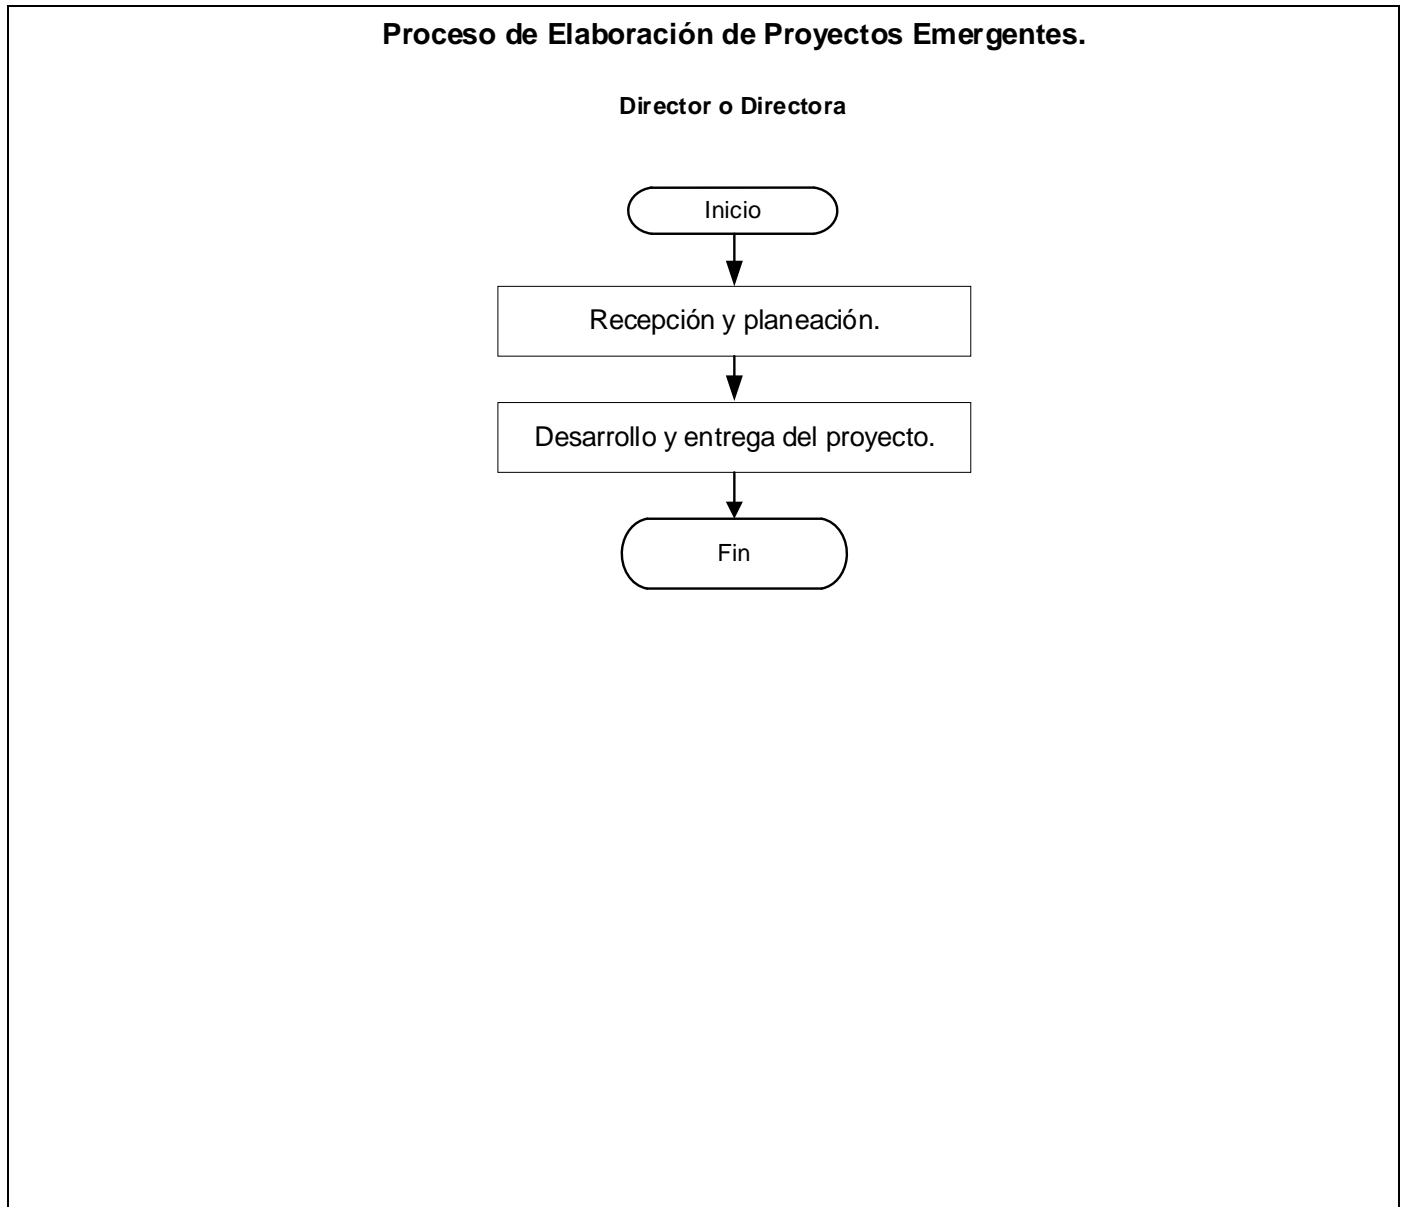 Proceso de Elaboración de Proyectos Emergentes.
Director o Directora
Inicio
Recepción y planeación.
Desarrollo y entrega del proyecto.
Fin